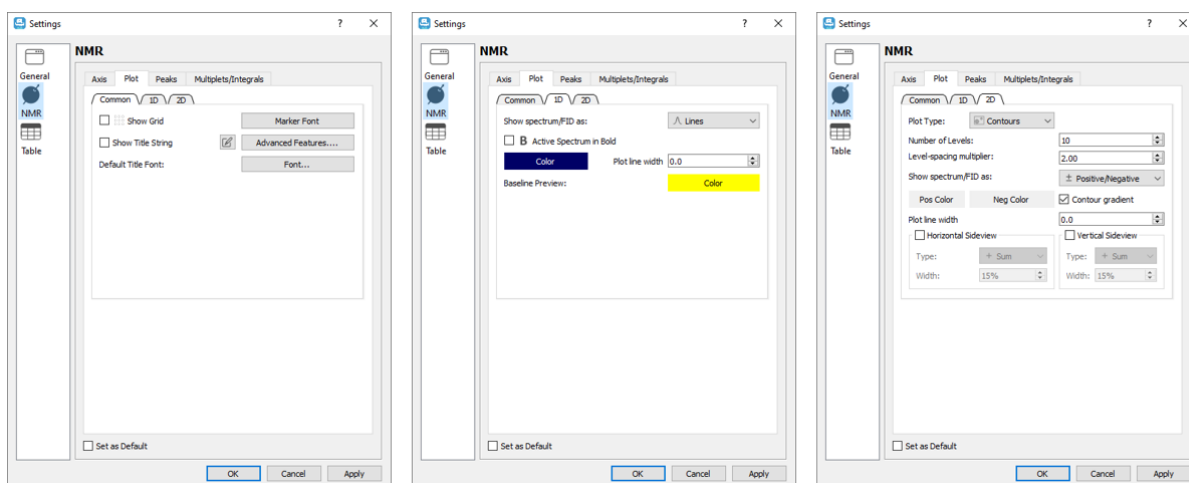 Settings ? ×
NMR
General
NMR
Table
Axis Plot Peaks Multiplets/Integrals
Common 1D 2D
Show Grid Marker Font
Show Title String Advanced Features....
Default Title Font: Font...
Set as Default
OK Cancel Apply
Settings ? ×
NMR
General
NMR
Table
Axis Plot Peaks Multiplets/Integrals
Common 1D 2D
Show spectrum/FID as: Lines
B Active Spectrum in Bold
Color Plot line width 0.0
Baseline Preview: Color
Set as Default
OK Cancel Apply
Settings ? ×
NMR
General
NMR
Table
Axis Plot Peaks Multiplets/Integrals
Common 1D 2D
Plot Type: Contours
Number of Levels: 10
Level-spacing multiplier: 2.00
Show spectrum/FID as: ± Positive/Negative
Pos Color Neg Color Contour gradient
Plot line width 0.0
Horizontal Sideview Vertical Sideview
Type: + Sum Type: + Sum
Width: 15% Width: 15%
Set as Default
OK Cancel Apply